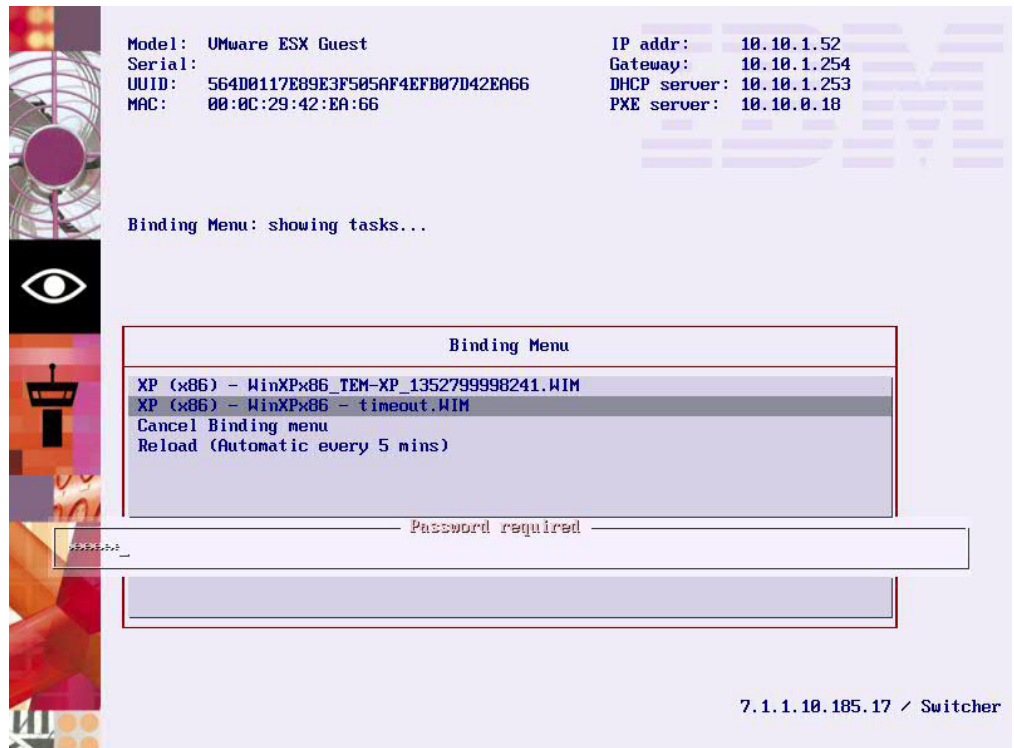 Model: VMware ESX Guest
Serial:
UUID: 564D0117E89E3F505AF4EFB07D42EA66
MAC: 00:0C:29:42:EA:66
IP addr: 10.10.1.52
Gateway: 10.10.1.254
DHCP server: 10.10.1.253
PXE server: 10.10.0.18
IBM
Binding Menu: showing tasks...
Binding Menu
XP (x86) - WinXPx86_TEM-XP_1352799998241.WIM
XP (x86) - WinXPx86 - timeout.WIM
Cancel Binding menu
Reload (Automatic every 5 mins)
Password required
******_
7.1.1.10.185.17 / Switcher